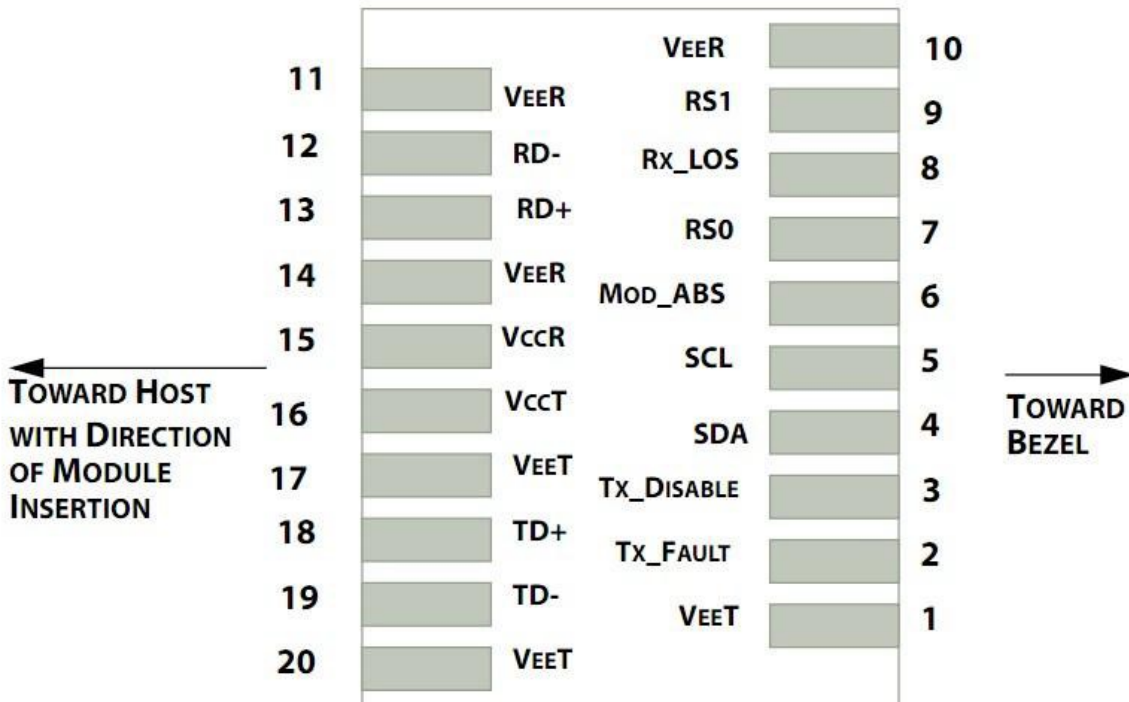 11 VEER
12 RD-
13 RD+
14 VEER
15 VCCR
16 VCCT
17 VEET
18 TD+
19 TD-
20 VEET
VEER 10
RS1 9
RX_LOS 8
RS0 7
MOD_ABS 6
SCL 5
SDA 4
TX_DISABLE 3
TX_FAULT 2
VEET 1
TOWARD HOST
WITH DIRECTION
OF MODULE
INSERTION
TOWARD
BEZEL